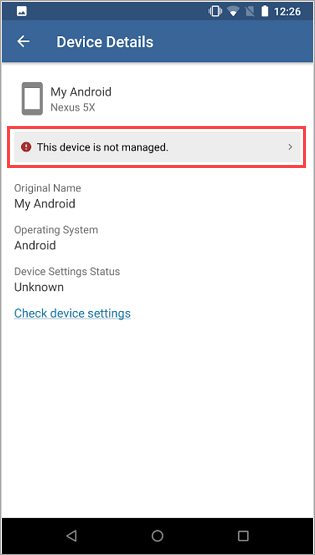 12:26
Device Details
My Android
Nexus 5X
This device is not managed.
Original Name
My Android
Operating System
Android
Device Settings Status
Unknown
Check device settings